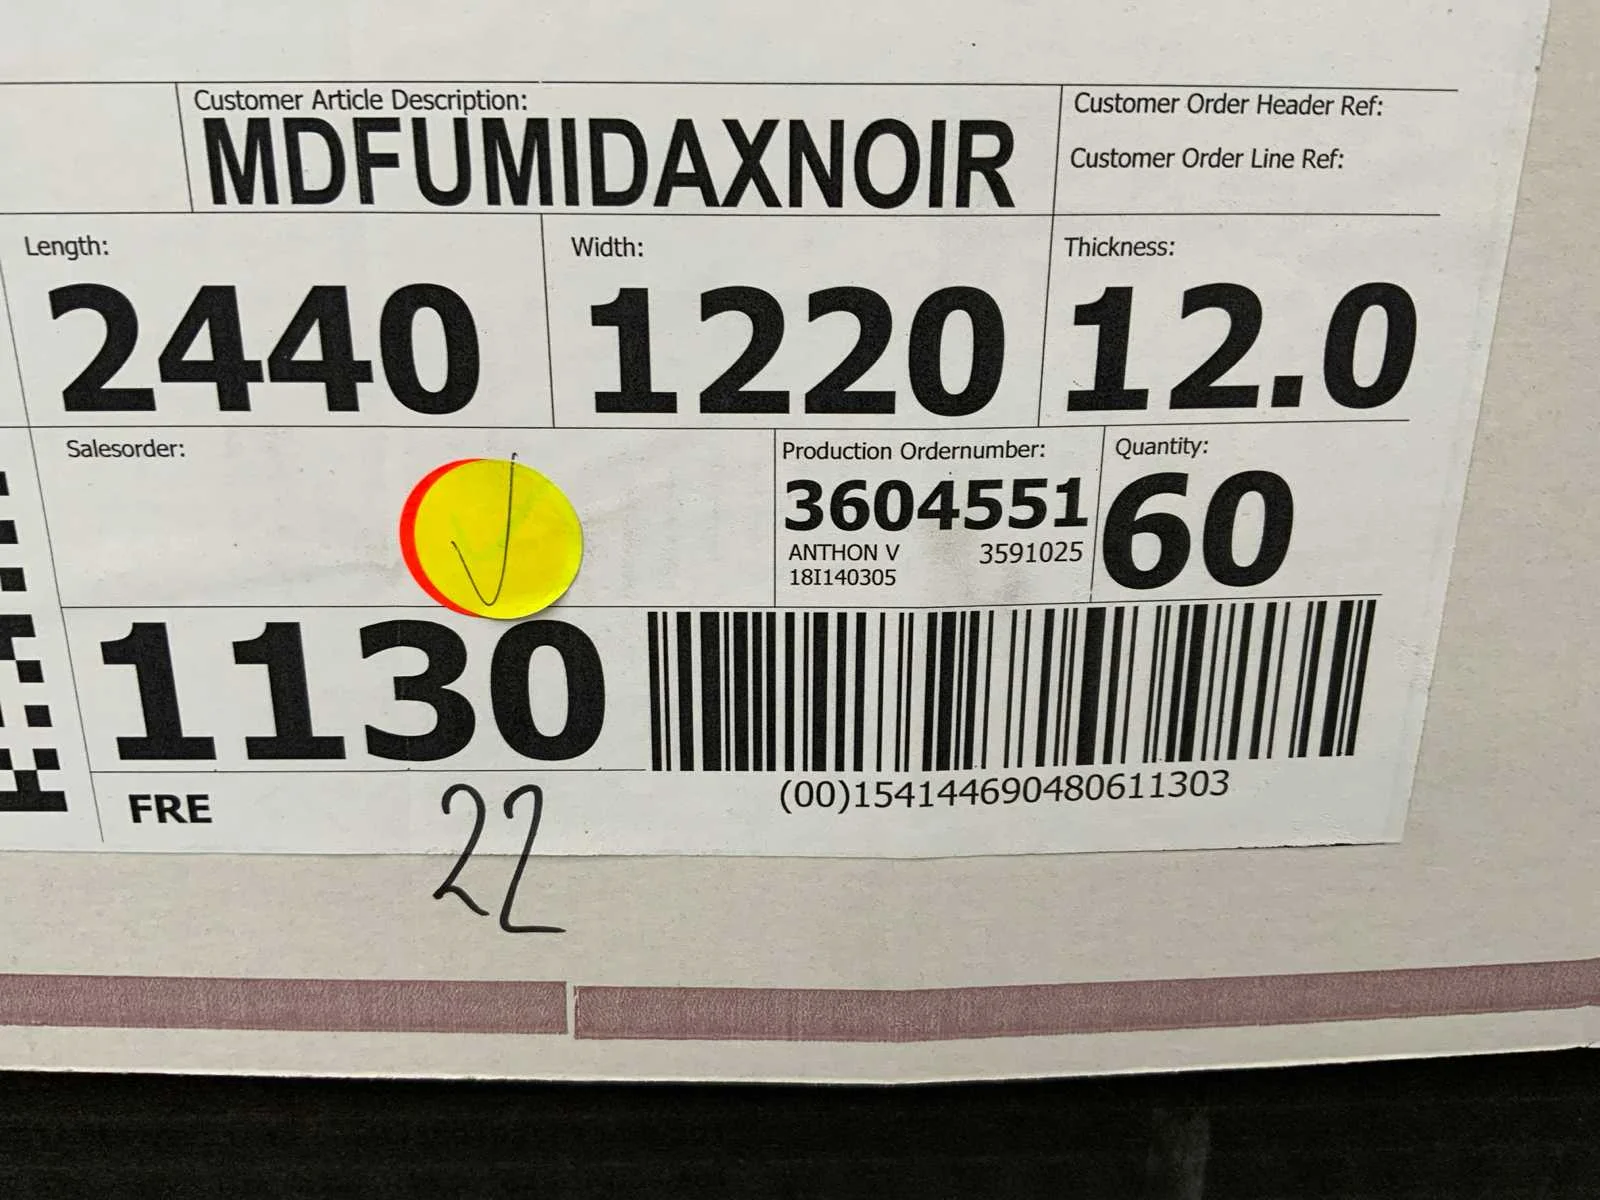 Customer Article Description:
MDFUMIDAXNOIR
Customer Order Header Ref:
Customer Order Line Ref:
Length:
2440
Width:
1220
Thickness:
12.0
Salesorder:
Production Ordernumber:
3604551
ANTHON V 3591025
18I140305
Quantity:
60
1130
(00)154144690480611303
FRE
22